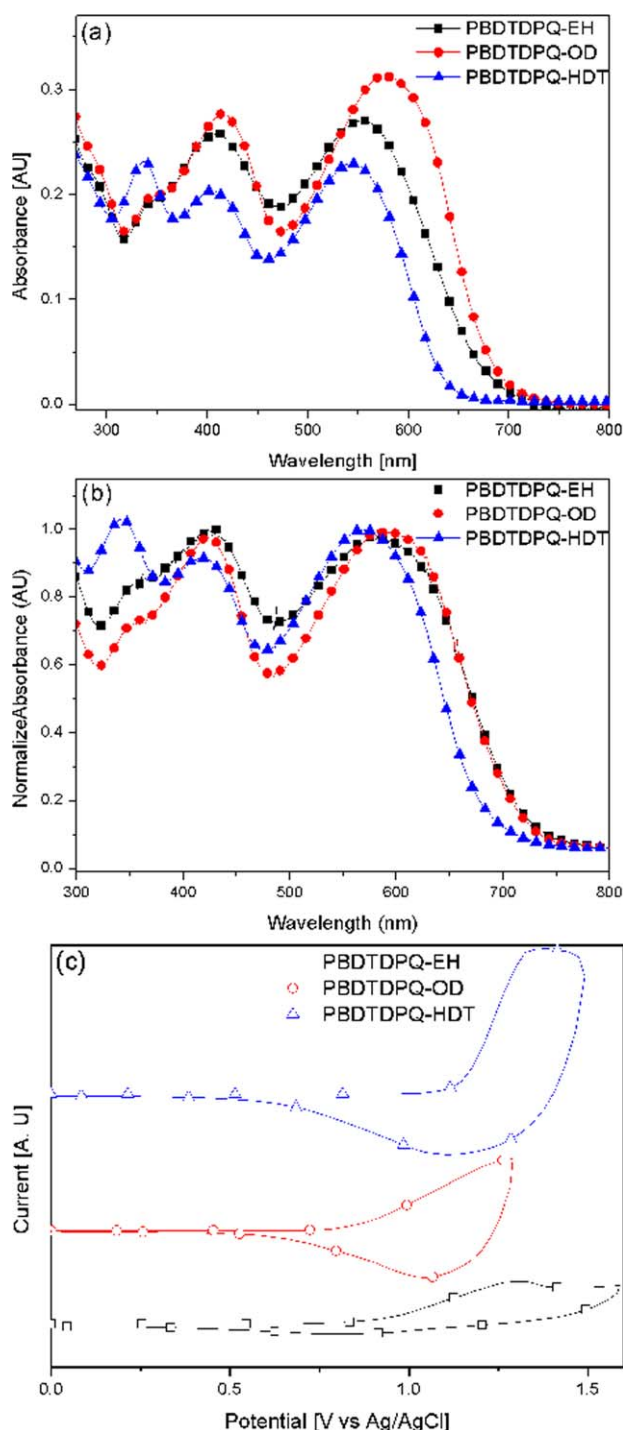 (a)
PBDTDPQ-EH
PBDTDPQ-OD
PBDTDPQ-HDT
0.3
0.2
0.1
0.0
Absorbance [AU]
300 400 500 600 700 800
Wavelength [nm]
(b)
PBDTDPQ-EH
PBDTDPQ-OD
PBDTDPQ-HDT
1.0
0.8
0.6
0.4
0.2
0.0
NormalizeAbsorbance (AU)
300 400 500 600 700 800
Wavelength (nm)
(c)
PBDTDPQ-EH
PBDTDPQ-OD
PBDTDPQ-HDT
Current [A. U]
0.0 0.5 1.0 1.5
Potential [V vs Ag/AgCl]